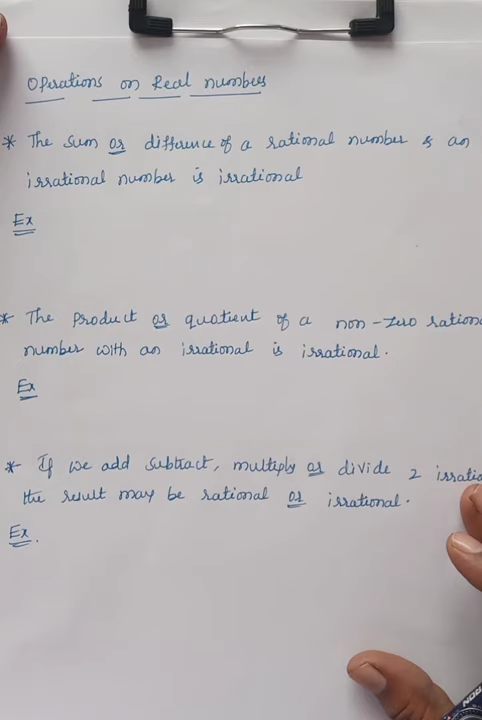 Operations on Real numbers
* The sum or difference of a rational number & an
irrational number is irrational
Ex
* The product or quotient of a non-zero rational
number with an irrational is irrational.
Ex
* If we add subtract, multiply or divide 2 irratio
the result may be rational or irrational.
Ex.